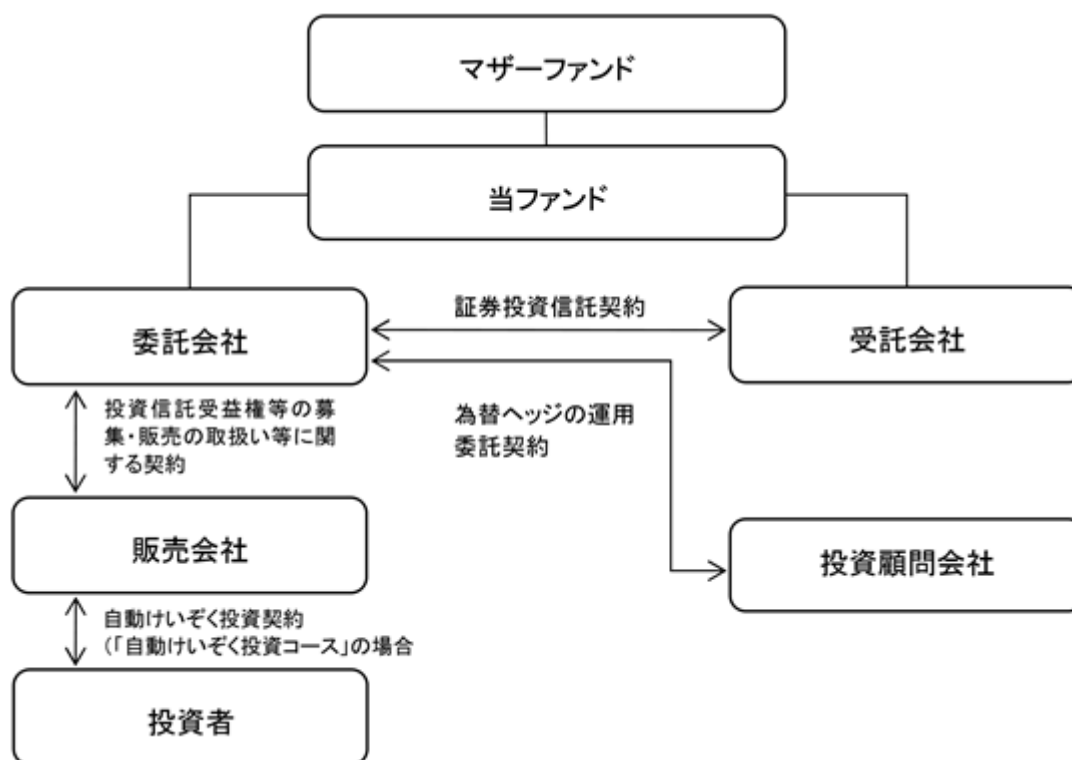 マザーファンド
当ファンド
委託会社
証券投資信託契約
受託会社
投資信託受益権等の募
集・販売の取扱い等に関
する契約
為替ヘッジの運用
委託契約
販売会社
投資顧問会社
自動けいぞく投資契約
(「自動けいぞく投資コース」の場合
投資者